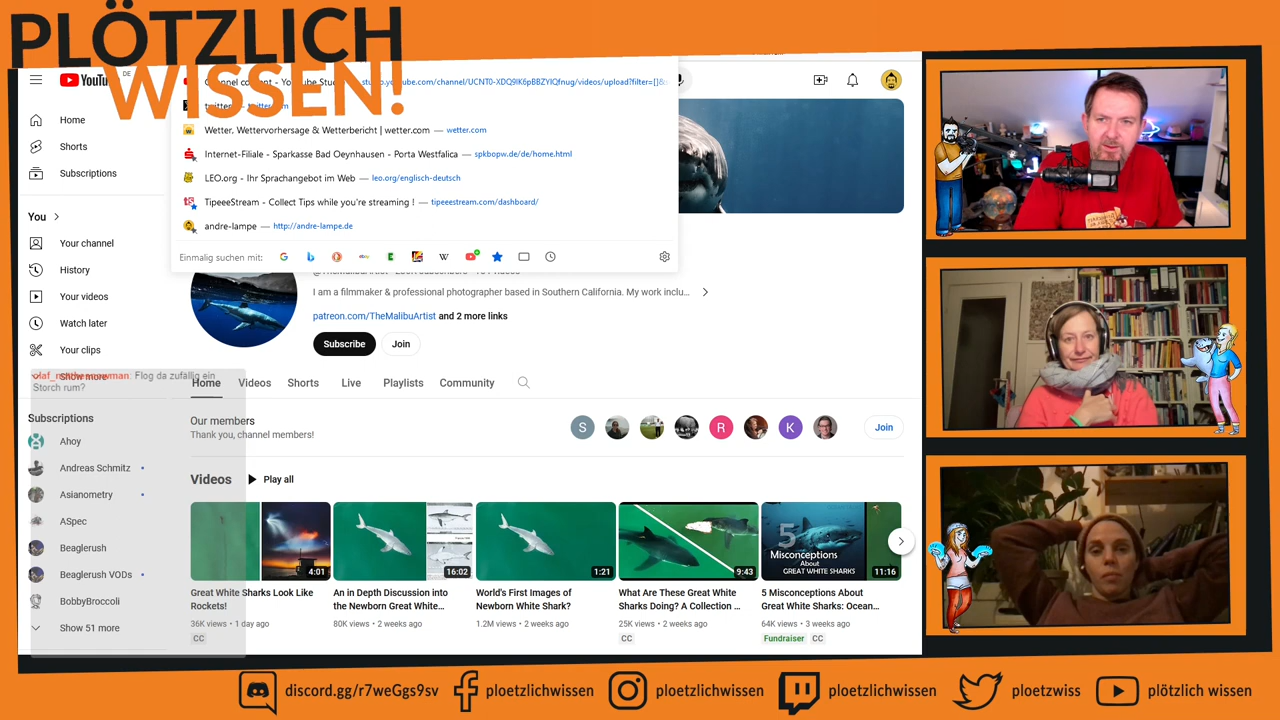 PLÖTZLICH
WISSEN!
YouTube DE
Channel content - YouTube Studio — studio.youtube.com/channel/UCNT0-XDQ9IK6pBBZYIQfnug/videos/upload?filter=[]&
twitter — twitter.com
Wetter, Wettervorhersage & Wetterbericht | wetter.com — wetter.com
Internet-Filiale - Sparkasse Bad Oeynhausen - Porta Westfalica — spkbopw.de/de/home.html
LEO.org - Ihr Sprachangebot im Web — leo.org/englisch-deutsch
TipeeeStream - Collect Tips while you're streaming ! — tipeeestream.com/dashboard/
andre-lampe — http://andre-lampe.de
Einmalig suchen mit:
Home
Shorts
Subscriptions
You
Your channel
History
Your videos
Watch later
Your clips
Show more
olaf_mattheeowman: Flog da zufällig ein
Storch rum?
Subscriptions
Ahoy
Andreas Schmitz
Asianometry
ASpec
Beaglerush
Beaglerush VODs
BobbyBroccoli
Show 51 more
@TheMalibuArtist
I am a filmmaker & professional photographer based in Southern California. My work inclu...
patreon.com/TheMalibuArtist and 2 more links
Subscribe Join
Home Videos Shorts Live Playlists Community
Our members
Thank you, channel members!
S R K
Join
Videos Play all
4:01 16:02 1:21 9:43 11:16
5
Misconceptions
About
GREAT WHITE SHARKS
Great White Sharks Look Like
Rockets!
36K views • 1 day ago
CC
An in Depth Discussion into
the Newborn Great White...
80K views • 2 weeks ago
World's First Images of
Newborn White Shark?
1.2M views • 2 weeks ago
What Are These Great White
Sharks Doing? A Collection ...
25K views • 2 weeks ago
CC
5 Misconceptions About
Great White Sharks: Ocean...
64K views • 3 weeks ago
Fundraiser CC
discord.gg/r7weGgs9sv ploetzlichwissen ploetzlichwissen ploetzlichwissen ploetzwiss plötzlich wissen